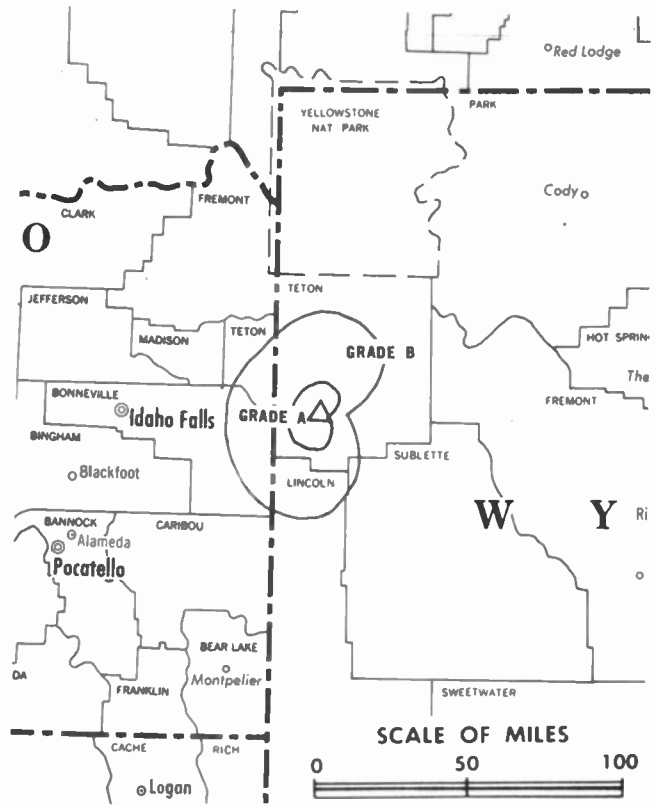 L
Red Lodge
PARK
YELLOWSTONE
NAT PARK
Cody
CLARK
FREMONT
O
TETON
JEFFERSON
MADISON
TETON
HOT SPRIN
GRADE B
The
FREMONT
BONNEVILLE
Idaho Falls
GRADE A
BINGHAM
SUBLETTE
Blackfoot
LINCOLN
W Y
Ri
BANNOCK
CARIBOU
Alameda
Pocatello
BEAR LAKE
DA
Montpelier
FRANKLIN
SWEETWATER
CACHE
RICH
SCALE OF MILES
0 50 100
Logan